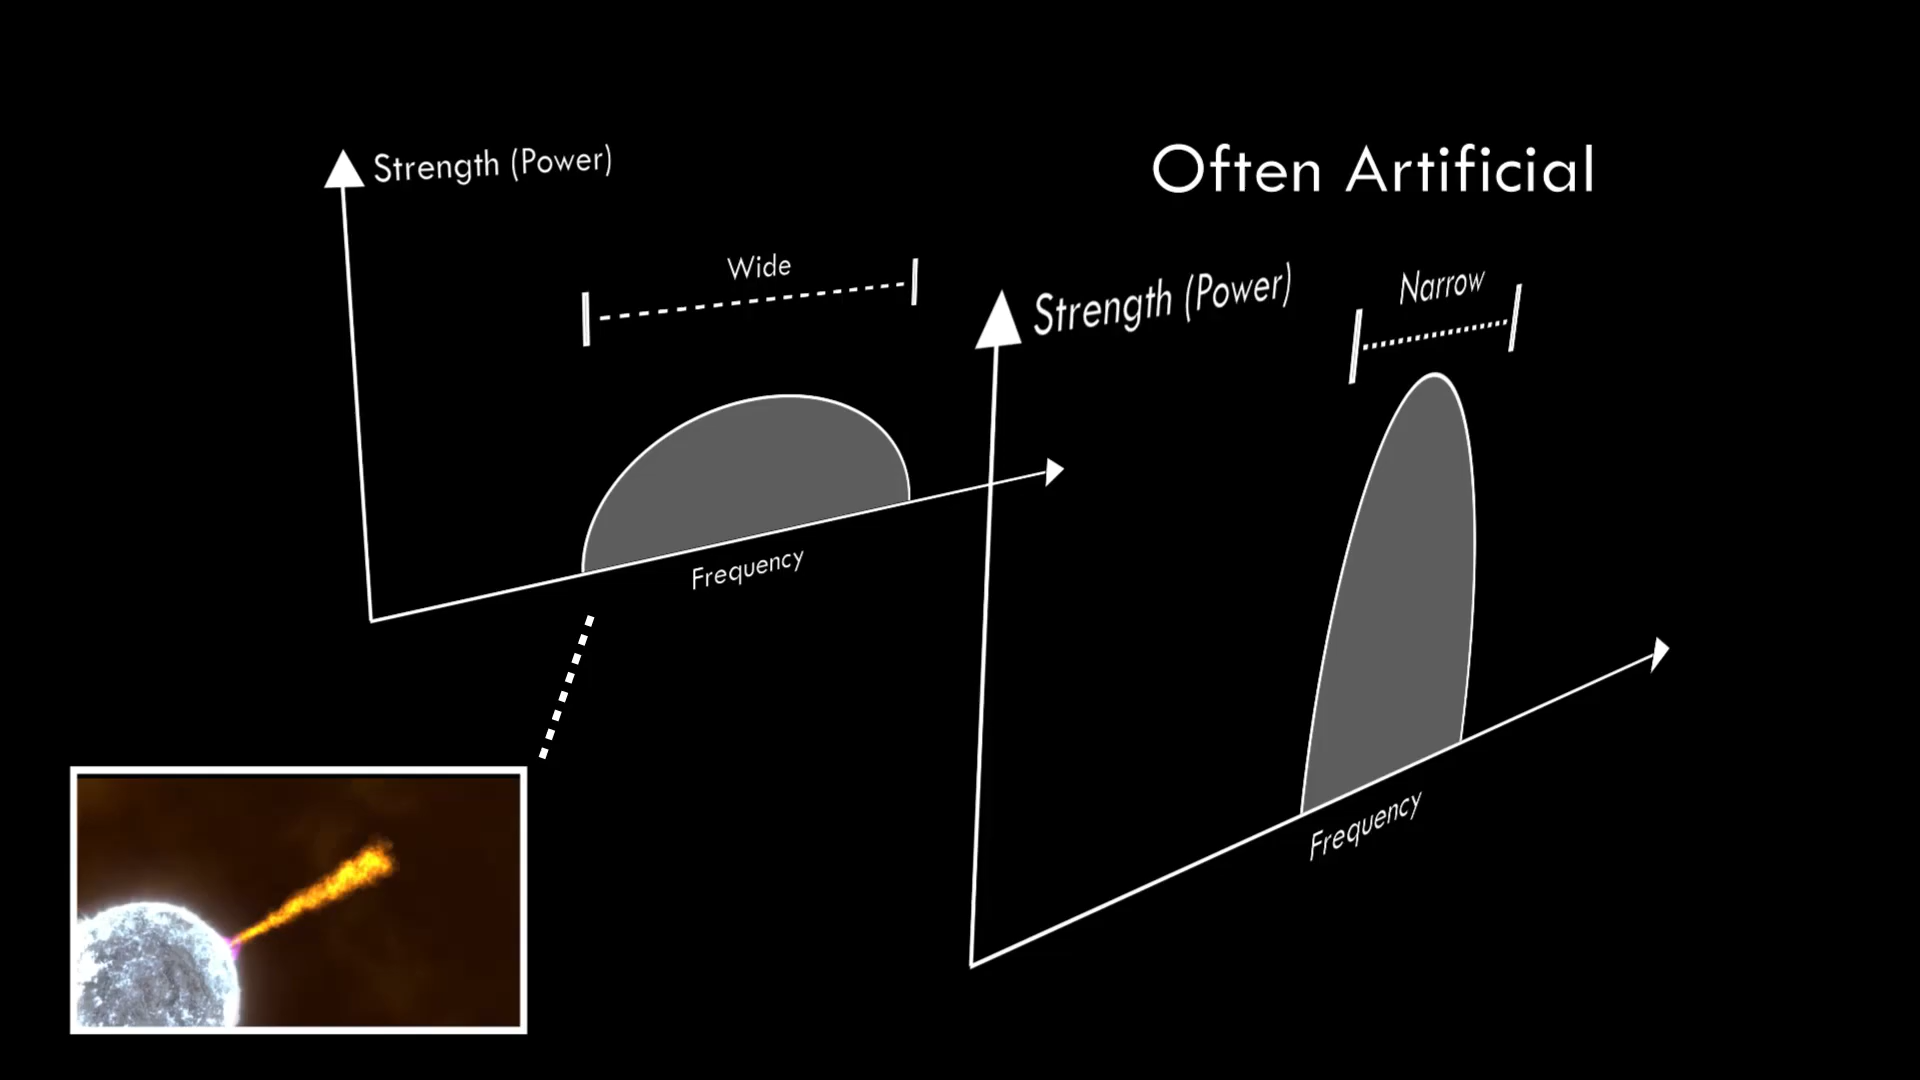 Strength (Power)
Wide
Frequency
Often Artificial
Strength (Power)
Narrow
Frequency